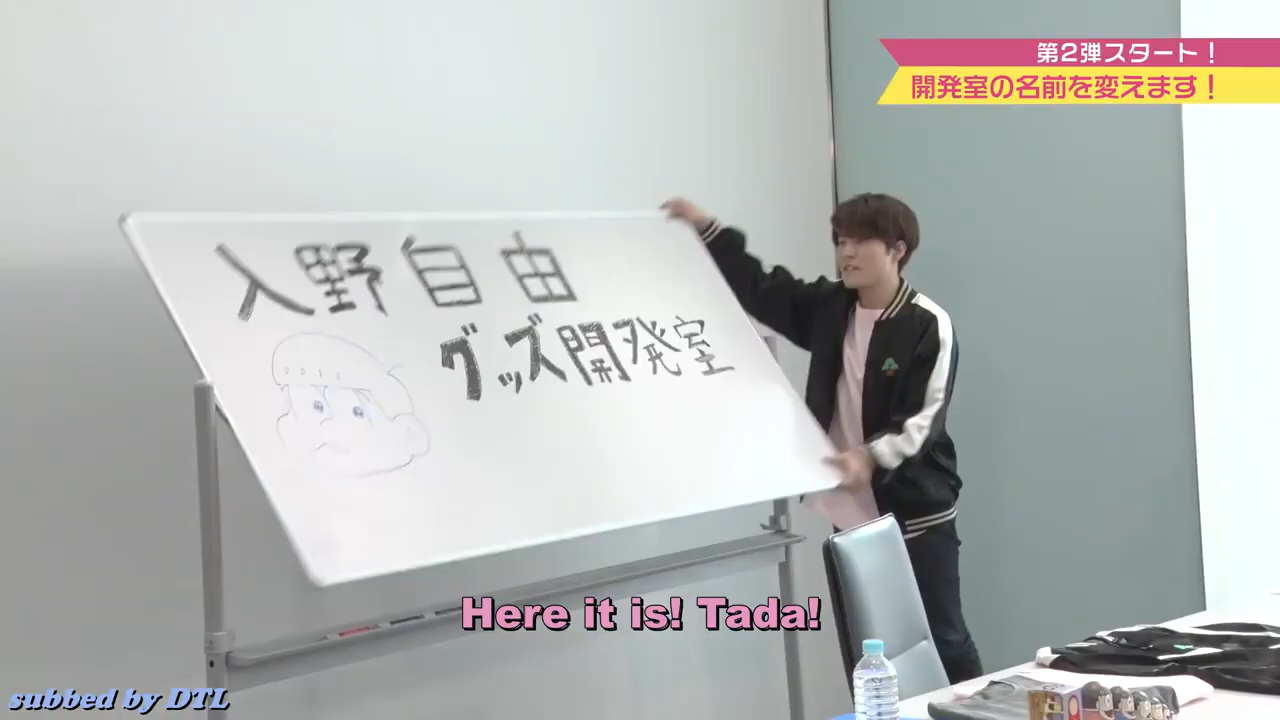 第2弾スタート！
開発室の名前を変えます！
入野自由
グッズ開発室
Here it is! Tada!
subbed by DTL